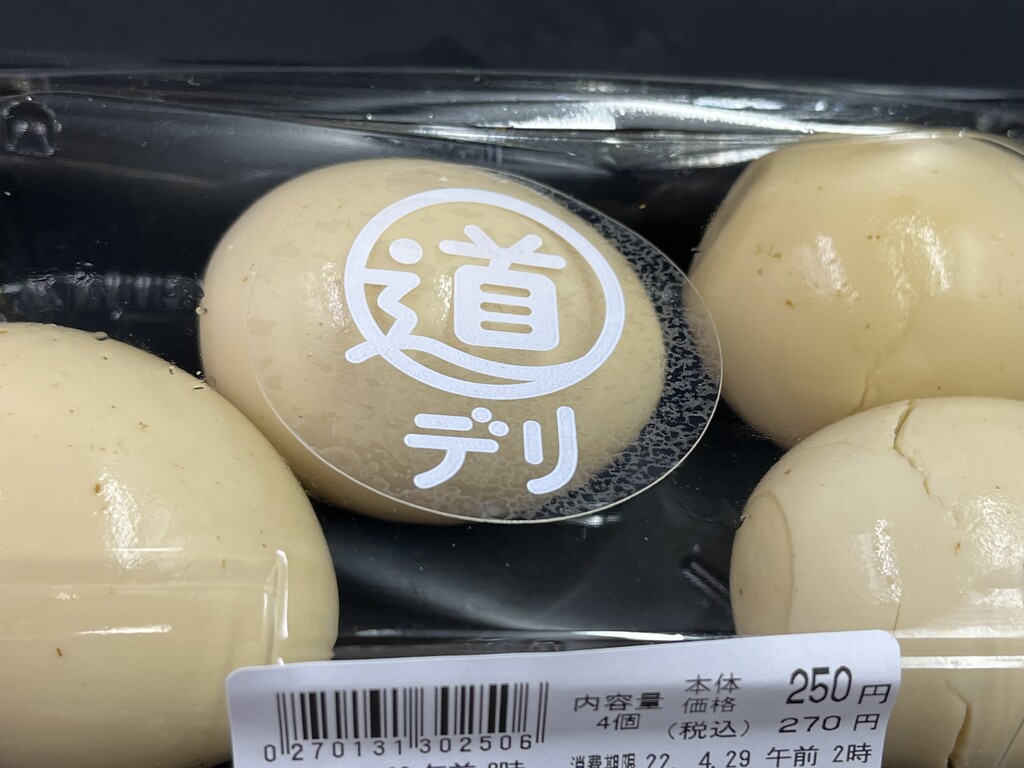 道
デリ
本体 250円
内容量 価格
4個 (税込) 270円
0270131302506
消費期限 22. 4.29 午前 2時